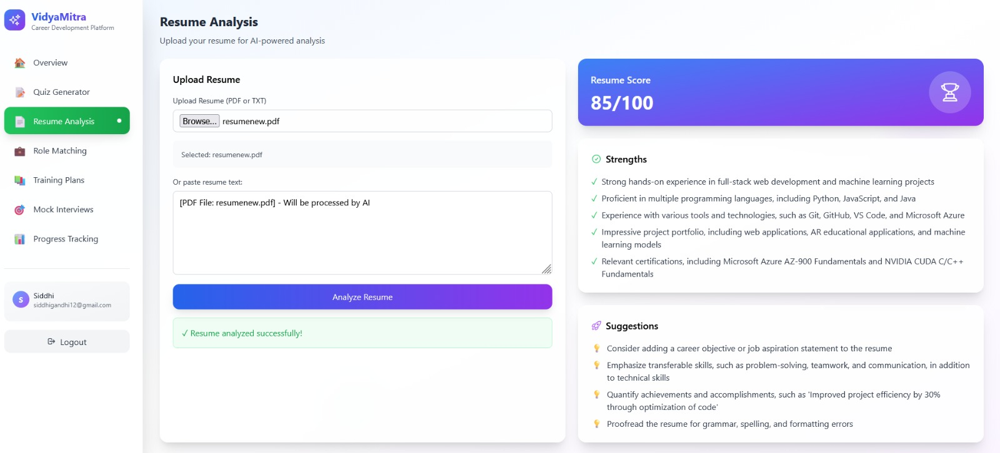 VidyaMitra
Career Development Platform
Overview
Quiz Generator
Resume Analysis
Role Matching
Training Plans
Mock Interviews
Progress Tracking
S
Siddhi
siddhigandhi12@gmail.com
Logout
Resume Analysis
Upload your resume for AI-powered analysis
Upload Resume
Upload Resume (PDF or TXT)
Browse... resumenew.pdf
Selected: resumenew.pdf
Or paste resume text:
[PDF File: resumenew.pdf] - Will be processed by AI
Analyze Resume
✓ Resume analyzed successfully!
Resume Score
85/100
Strengths
✓ Strong hands-on experience in full-stack web development and machine learning projects
✓ Proficient in multiple programming languages, including Python, JavaScript, and Java
✓ Experience with various tools and technologies, such as Git, GitHub, VS Code, and Microsoft Azure
✓ Impressive project portfolio, including web applications, AR educational applications, and machine
learning models
✓ Relevant certifications, including Microsoft Azure AZ-900 Fundamentals and NVIDIA CUDA C/C++
Fundamentals
Suggestions
Consider adding a career objective or job aspiration statement to the resume
Emphasize transferable skills, such as problem-solving, teamwork, and communication, in addition
to technical skills
Quantify achievements and accomplishments, such as 'Improved project efficiency by 30%
through optimization of code'
Proofread the resume for grammar, spelling, and formatting errors